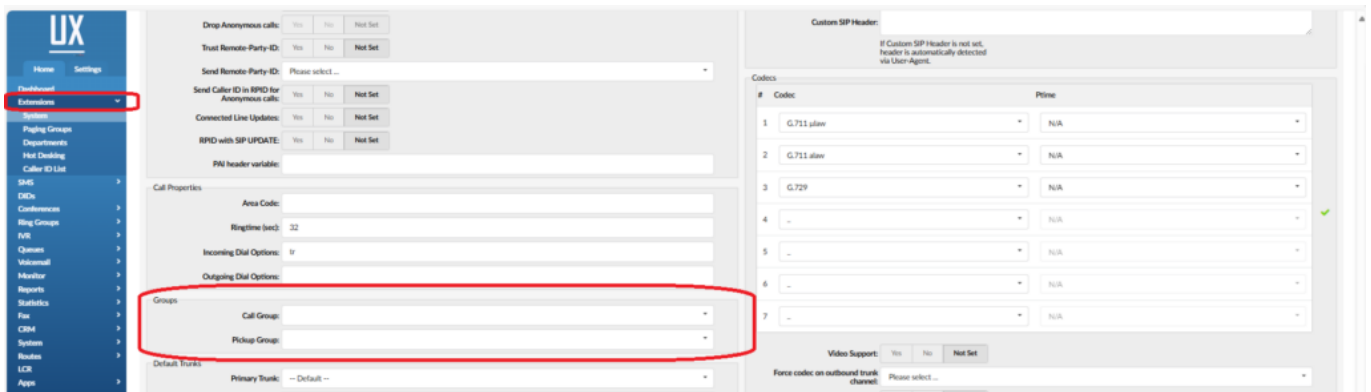 UX
Home Settings
Dashboard
Extensions
System
Paging Groups
Departments
Hot Desking
Caller ID List
SMS
DIDs
Conferences
Ring Groups
IVR
Queues
Voicemail
Monitor
Reports
Statistics
Fax
CRM
System
Routes
LCR
Apps
Drop Anonymous calls: Yes No Not Set
Trust Remote-Party-ID: Yes No Not Set
Send Remote-Party-ID: Please select ...
Send Caller ID in RPID for
Anonymous calls: Yes No Not Set
Connected Line Updates: Yes No Not Set
RPID with SIP UPDATE: Yes No Not Set
PAI header variable:
Call Properties
Area Code:
Ringtime (sec): 32
Incoming Dial Options: tr
Outgoing Dial Options:
Groups
Call Group:
Pickup Group:
Default Trunks
Primary Trunk: -- Default --
Custom SIP Header:
If Custom SIP Header is not set,
header is automatically detected
via User-Agent.
Codecs
# Codec Ptime
1 G.711 µlaw N/A
2 G.711 alaw N/A
3 G.729 N/A
4 .. N/A
5 .. N/A
6 .. N/A
7 .. N/A
Video Support: Yes No Not Set
Force codec on outbound trunk
channel: Please select ...